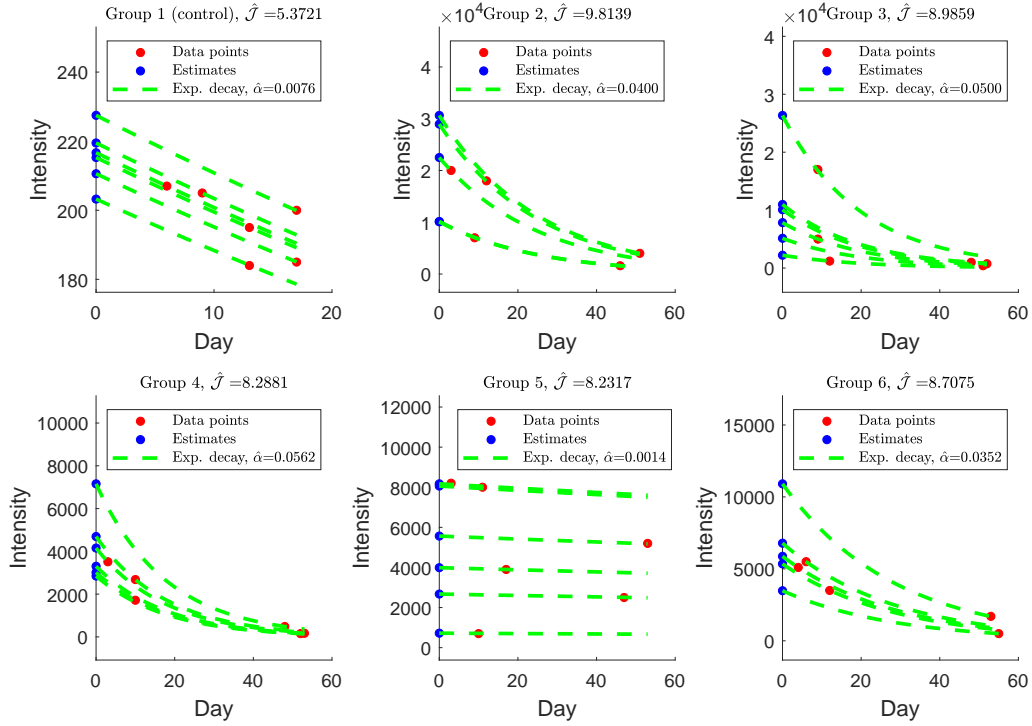 Group 1 (control), 𝒥̂ =5.3721
Data points
Estimates
Exp. decay, α̂=0.0076
Intensity
240
220
200
180
0
10
20
Day
Group 2, 𝒥̂ =9.8139
×10⁴
Data points
Estimates
Exp. decay, α̂=0.0400
Intensity
4
3
2
1
0
0
20
40
60
Day
Group 3, 𝒥̂ =8.9859
×10⁴
Data points
Estimates
Exp. decay, α̂=0.0500
Intensity
4
3
2
1
0
0
20
40
60
Day
Group 4, 𝒥̂ =8.2881
Data points
Estimates
Exp. decay, α̂=0.0562
Intensity
10000
8000
6000
4000
2000
0
0
20
40
60
Day
Group 5, 𝒥̂ =8.2317
Data points
Estimates
Exp. decay, α̂=0.0014
Intensity
12000
10000
8000
6000
4000
2000
0
0
20
40
60
Day
Group 6, 𝒥̂ =8.7075
Data points
Estimates
Exp. decay, α̂=0.0352
Intensity
15000
10000
5000
0
0
20
40
60
Day